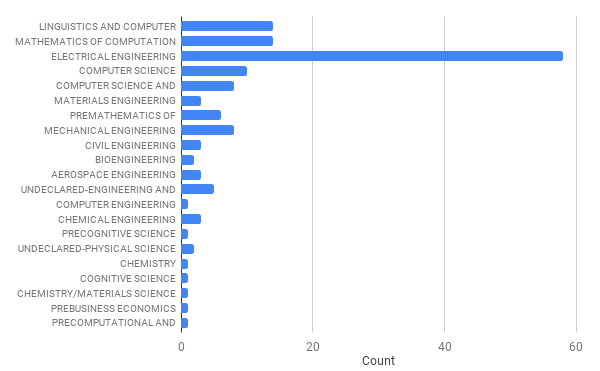 LINGUISTICS AND COMPUTER
MATHEMATICS OF COMPUTATION
ELECTRICAL ENGINEERING
COMPUTER SCIENCE
COMPUTER SCIENCE AND
MATERIALS ENGINEERING
PREMATHEMATICS OF
MECHANICAL ENGINEERING
CIVIL ENGINEERING
BIOENGINEERING
AEROSPACE ENGINEERING
UNDECLARED-ENGINEERING AND
COMPUTER ENGINEERING
CHEMICAL ENGINEERING
PRECOGNITIVE SCIENCE
UNDECLARED-PHYSICAL SCIENCE
CHEMISTRY
COGNITIVE SCIENCE
CHEMISTRY/MATERIALS SCIENCE
PREBUSINESS ECONOMICS
PRECOMPUTATIONAL AND
0 20 40 60
Count